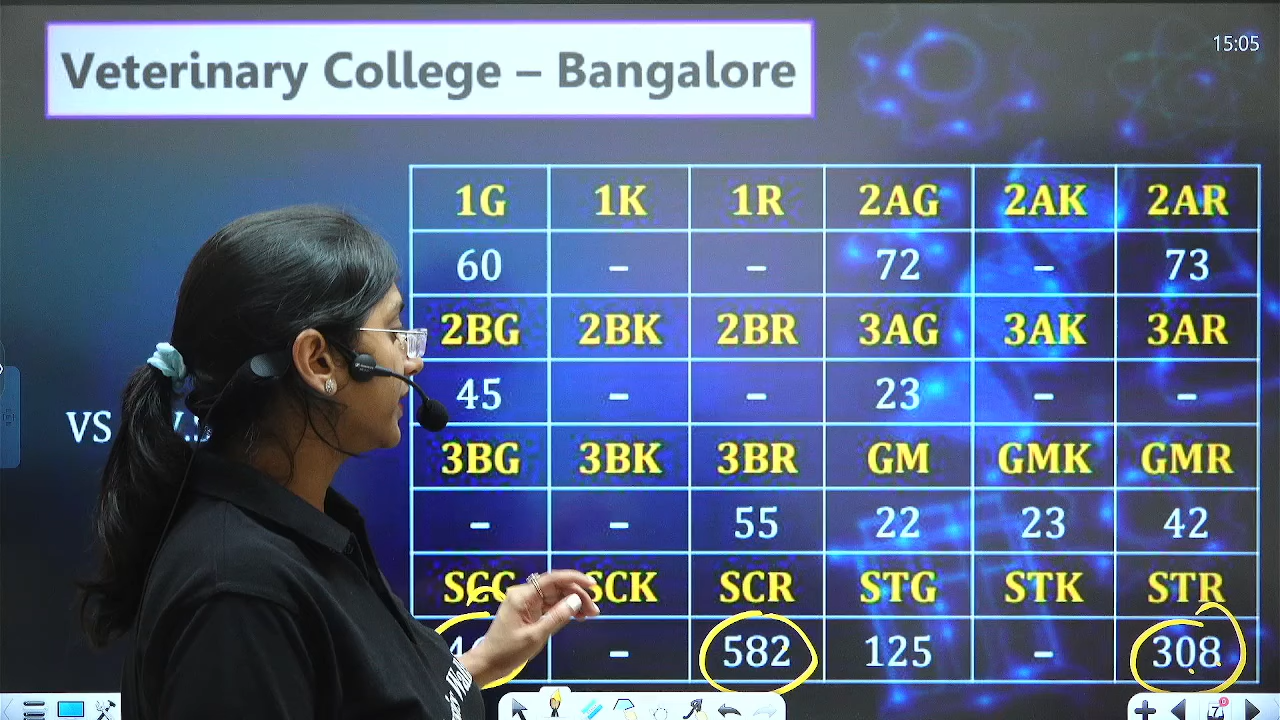 Veterinary College – Bangalore
15:05
1G 1K 1R 2AG 2AK 2AR
60 – – 72 – 73
2BG 2BK 2BR 3AG 3AK 3AR
45 – – 23 – –
VS
3BG 3BK 3BR GM GMK GMR
– – 55 22 23 42
SCK SCR STG STK STR
– 582 125 – 308